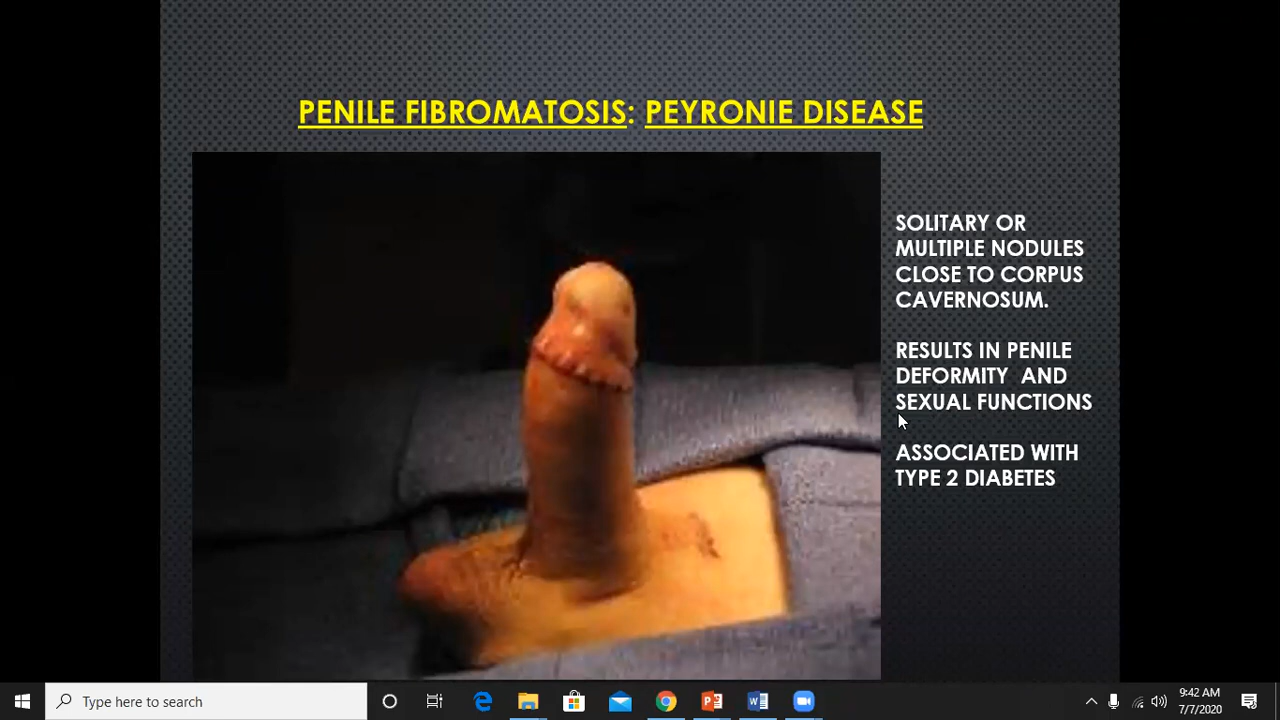 PENILE FIBROMATOSIS: PEYRONIE DISEASE
SOLITARY OR
MULTIPLE NODULES
CLOSE TO CORPUS
CAVERNOSUM.
RESULTS IN PENILE
DEFORMITY AND
SEXUAL FUNCTIONS
ASSOCIATED WITH
TYPE 2 DIABETES
Type here to search
9:42 AM
7/7/2020